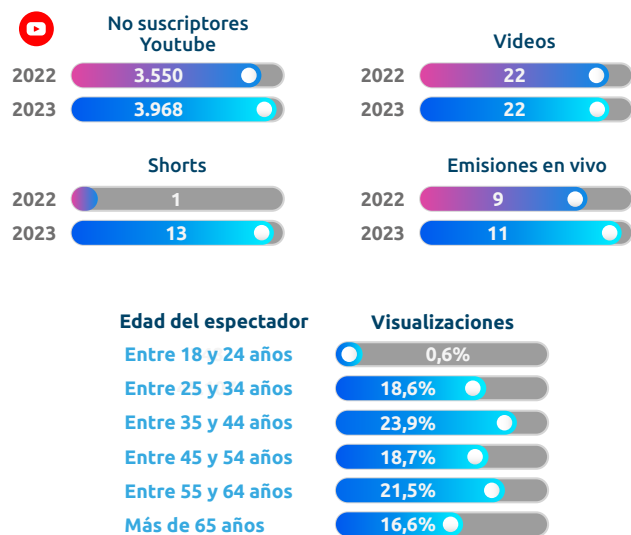 No suscriptores
Youtube
2022 3.550
2023 3.968
Videos
2022 22
2023 22
Shorts
2022 1
2023 13
Emisiones en vivo
2022 9
2023 11
Edad del espectador Visualizaciones
Entre 18 y 24 años 0,6%
Entre 25 y 34 años 18,6%
Entre 35 y 44 años 23,9%
Entre 45 y 54 años 18,7%
Entre 55 y 64 años 21,5%
Más de 65 años 16,6%